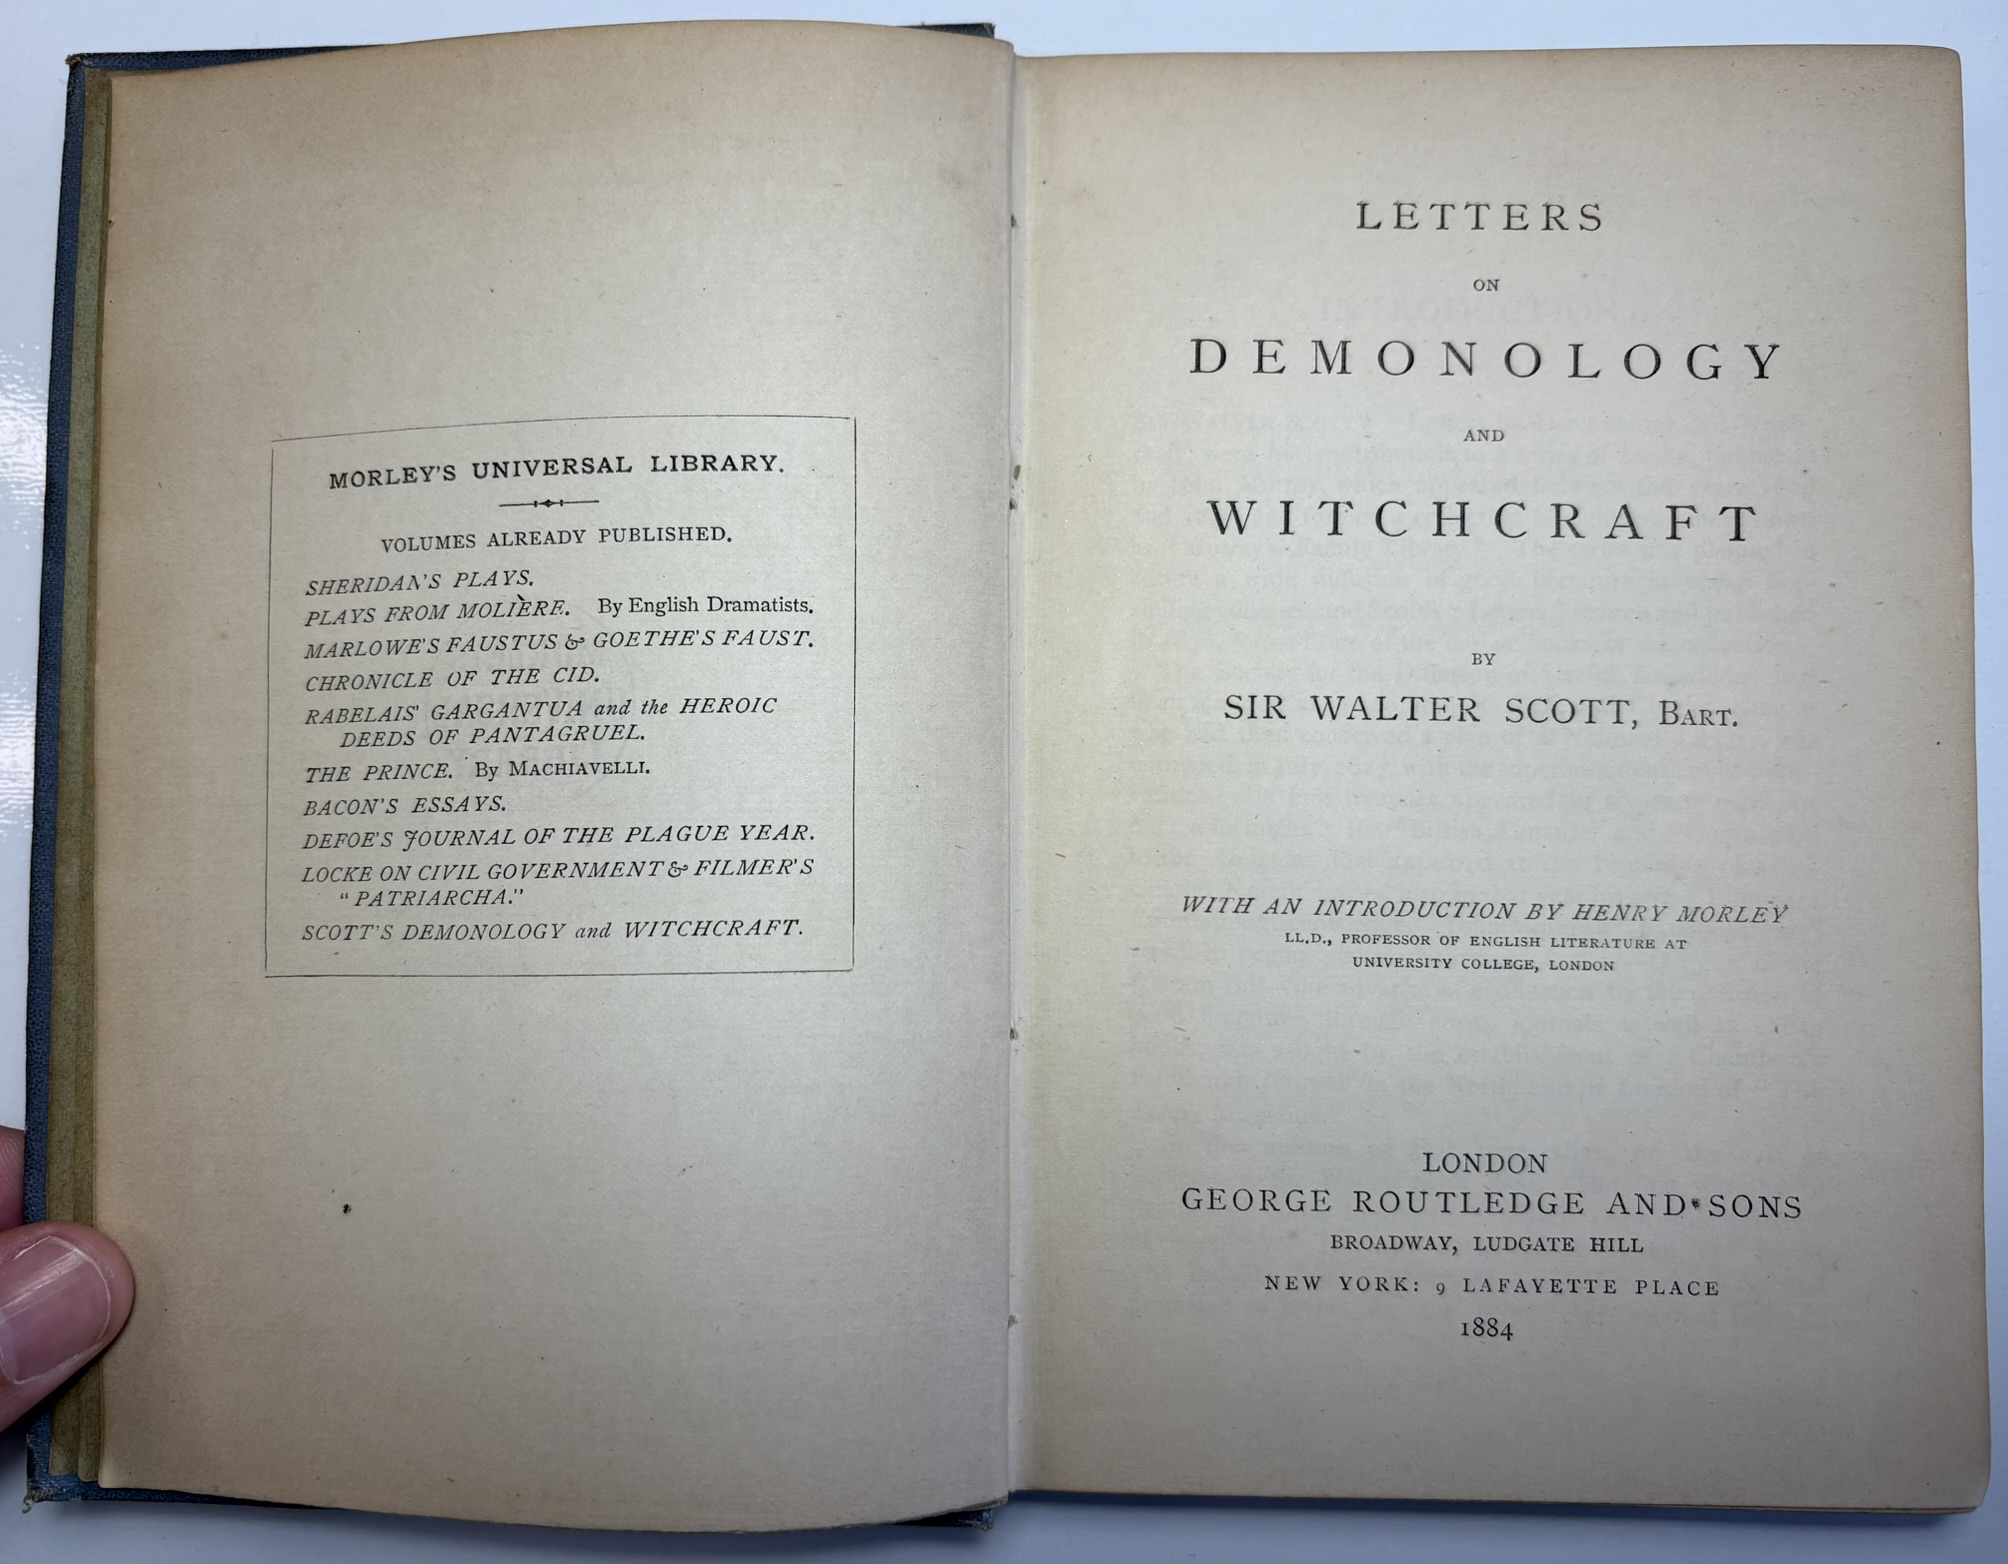 MORLEY'S UNIVERSAL LIBRARY.
VOLUMES ALREADY PUBLISHED.
SHERIDAN'S PLAYS.
PLAYS FROM MOLIÈRE. By English Dramatists.
MARLOWE'S FAUSTUS & GOETHE'S FAUST.
CHRONICLE OF THE CID.
RABELAIS' GARGANTUA and the HEROIC
DEEDS OF PANTAGRUEL.
THE PRINCE. By MACHIAVELLI.
BACON'S ESSAYS.
DEFOE'S JOURNAL OF THE PLAGUE YEAR.
LOCKE ON CIVIL GOVERNMENT & FILMER'S
"PATRIARCHA."
SCOTT'S DEMONOLOGY and WITCHCRAFT.
LETTERS
ON
DEMONOLOGY
AND
WITCHCRAFT
BY
SIR WALTER SCOTT, BART.
WITH AN INTRODUCTION BY HENRY MORLEY
LL.D., PROFESSOR OF ENGLISH LITERATURE AT
UNIVERSITY COLLEGE, LONDON
LONDON
GEORGE ROUTLEDGE AND SONS
BROADWAY, LUDGATE HILL
NEW YORK: 9 LAFAYETTE PLACE
1884